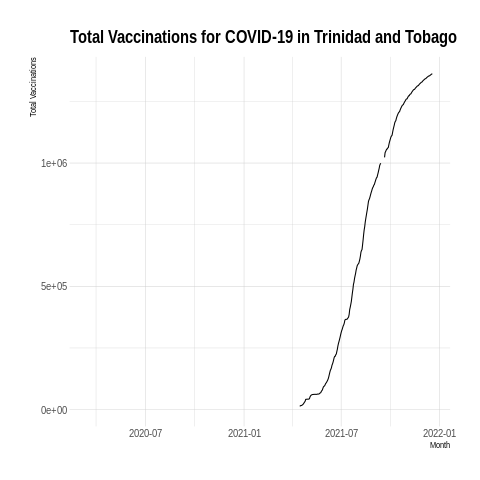 Total Vaccinations for COVID-19 in Trinidad and Tobago
Total Vaccinations
1e+06
5e+05
0e+00
2020-07 2021-01 2021-07 2022-01
Month